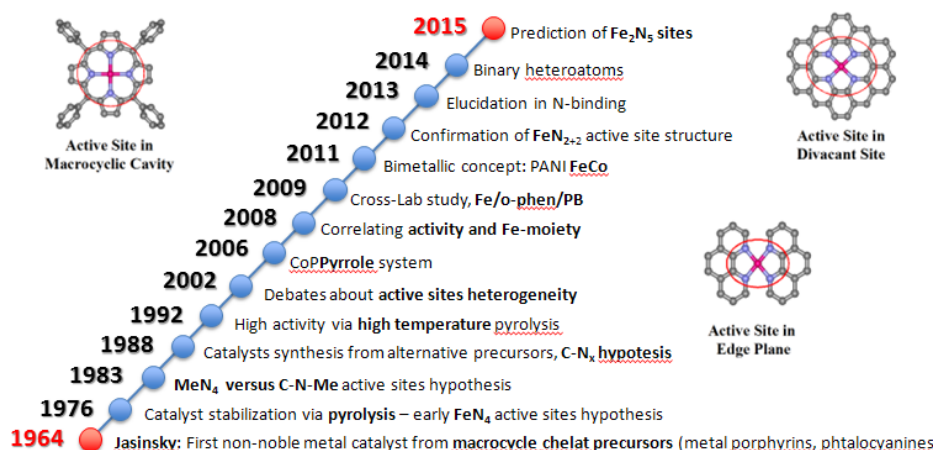 2015 Prediction of Fe2N5 sites
2014 Binary heteroatoms
2013 Elucidation in N-binding
2012 Confirmation of FeN2+2 active site structure
2011 Bimetallic concept: PANI FeCo
2009 Cross-Lab study, Fe/o-phen/PB
2008 Correlating activity and Fe-moiety
2006 CoPPyrrole system
2002 Debates about active sites heterogeneity
1992 High activity via high temperature pyrolysis
1988 Catalysts synthesis from alternative precursors, C-Nx hypotesis
1983 MeN4 versus C-N-Me active sites hypothesis
1976 Catalyst stabilization via pyrolysis – early FeN4 active sites hypothesis
1964 Jasinsky: First non-noble metal catalyst from macrocycle chelat precursors (metal porphyrins, phtalocyanines
Active Site in
Macrocyclic Cavity
Active Site in
Divacant Site
Active Site in
Edge Plane